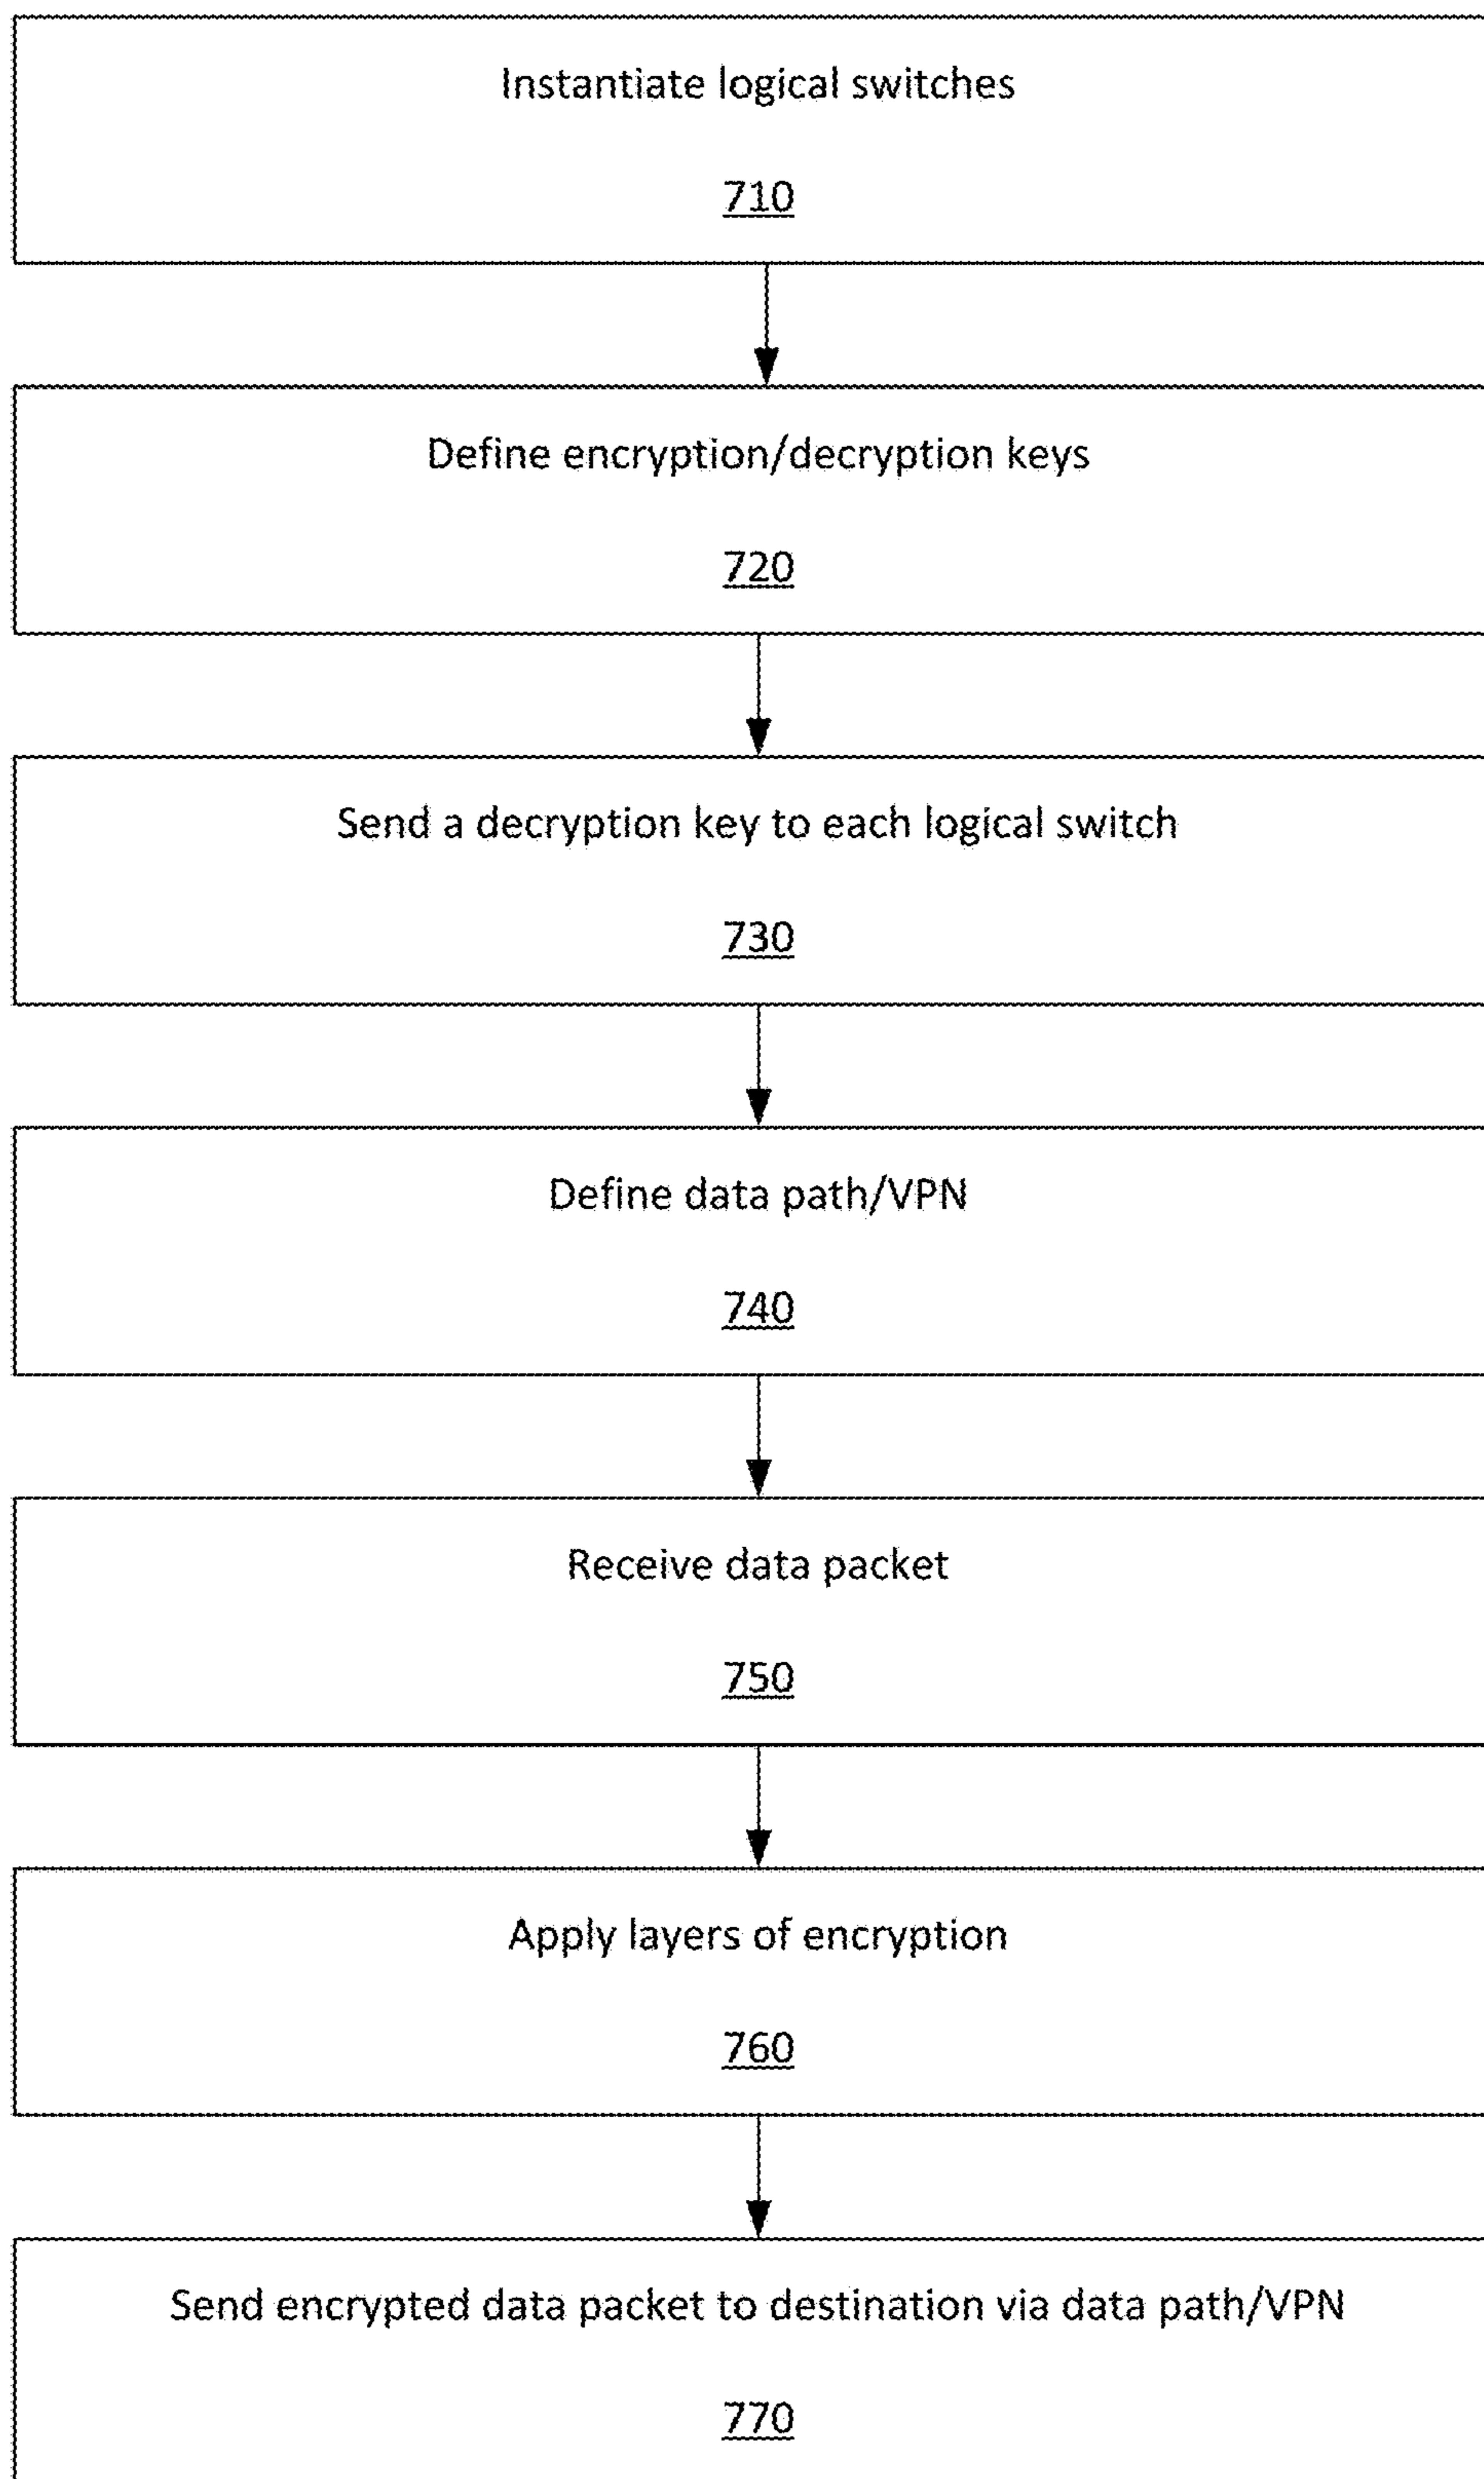 Instantiate logical switches
710
Define encryption/decryption keys
720
Send a decryption key to each logical switch
730
Define data path/VPN
740
Receive data packet
750
Apply layers of encryption
760
Send encrypted data packet to destination via data path/VPN
770